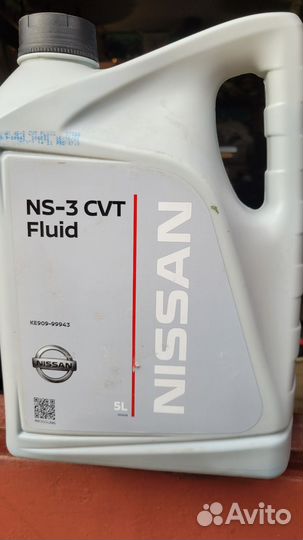 NS-3 CVT
Fluid
KE909-99943
NISSAN
5L
NISSAN
Avito